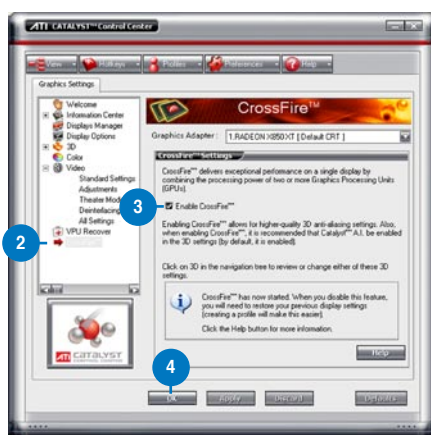 ATI CATALYST™ Control Center
View
Hotkeys
Profiles
Preferences
Help
Graphics Settings
Welcome
Information Center
Displays Manager
Display Options
3D
Color
Video
Standard Settings
Adjustments
Theater Mode
Deinterlacing
All Settings
VPU Recover
2
CrossFire™
Graphics Adapter:
1.RADEON X850 XT [ Default CRT ]
CrossFire™ Settings
CrossFire™ delivers exceptional performance on a single display by
combining the processing power of two or more Graphics Processing Units
(GPUs).
3
Enable CrossFire™
Enabling CrossFire™ allows for higher-quality 3D anti-aliasing settings. Also,
when enabling CrossFire™, it is recommended that Catalyst™ A.I. be enabled
in the 3D settings (by default, it is enabled).
Click on 3D in the navigation tree to review or change either of these 3D
settings.
CrossFire™ has now started. When you disable this feature,
you will need to restore your previous display settings
(creating a profile will make this easier).
Click the Help button for more information.
Help
ATI CATALYST
CONTROL CENTER
4
OK
Apply
Discard
Defaults